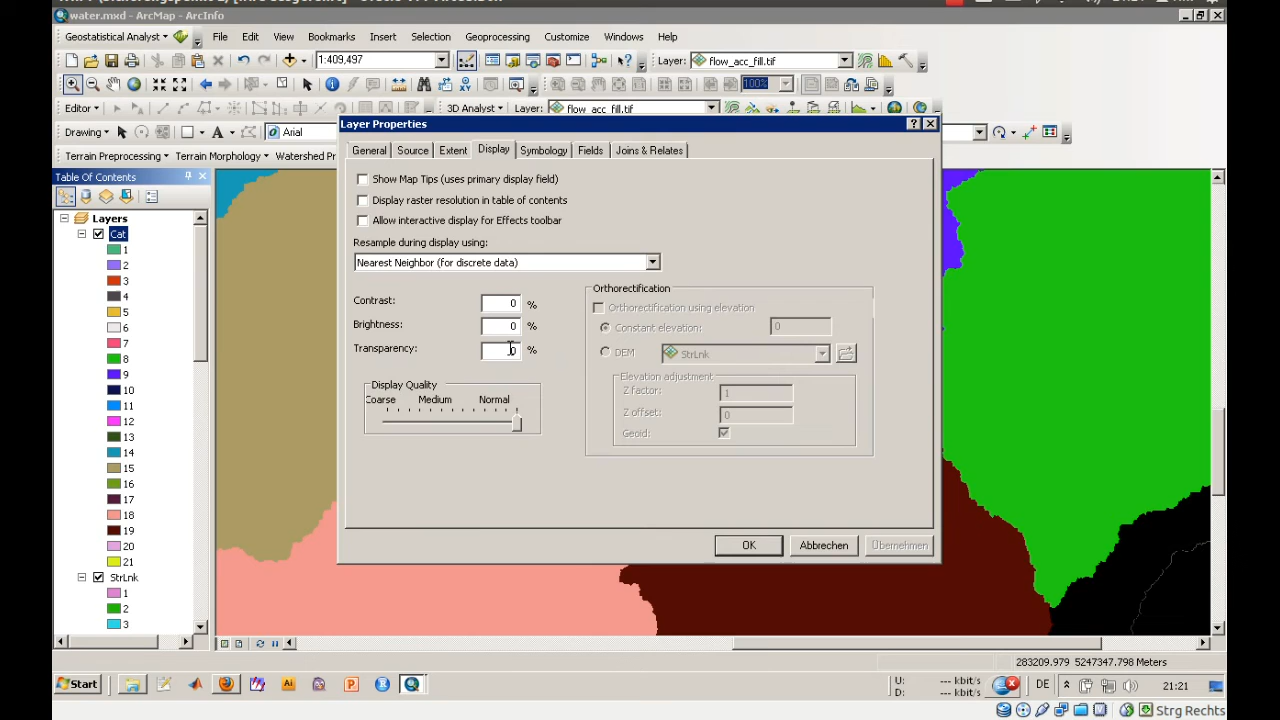 water.mxd - ArcMap - ArcInfo
Geostatistical Analyst
File Edit View Bookmarks Insert Selection Geoprocessing Customize Windows Help
1:409,497
Layer: flow_acc_fill.tif
100%
Editor
3D Analyst Layer: flow_acc_fill.tif
Drawing A Arial
Terrain Preprocessing Terrain Morphology Watershed Pr
Table Of Contents
Layers
Cat
1
2
3
4
5
6
7
8
9
10
11
12
13
14
15
16
17
18
19
20
21
StrLnk
1
2
3
Layer Properties
General Source Extent Display Symbology Fields Joins & Relates
Show Map Tips (uses primary display field)
Display raster resolution in table of contents
Allow interactive display for Effects toolbar
Resample during display using:
Nearest Neighbor (for discrete data)
Contrast: 0 %
Brightness: 0 %
Transparency: 0 %
Display Quality
Coarse Medium Normal
Orthorectification
Orthorectification using elevation
Constant elevation: 0
DEM StrLnk
Elevation adjustment
Z factor: 1
Z offset: 0
Geoid:
OK Abbrechen Übernehmen
283209.979 5247347.798 Meters
Start
U: --- kbit/s
D: --- kbit/s
DE
21:21
Strg Rechts